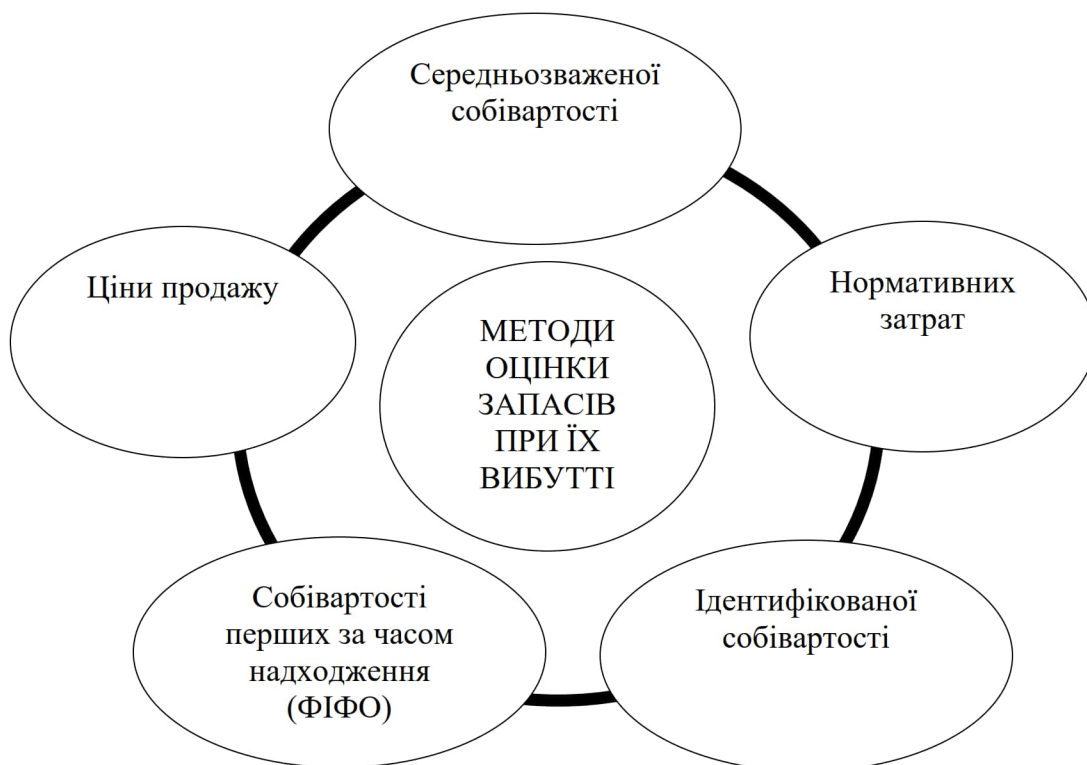 Середньозваженої
собівартості
Ціни продажу
Нормативних
затрат
МЕТОДИ
ОЦІНКИ
ЗАПАСІВ
ПРИ ЇХ
ВИБУТТІ
Собівартості
перших за часом
надходження
(ФІФО)
Ідентифікованої
собівартості